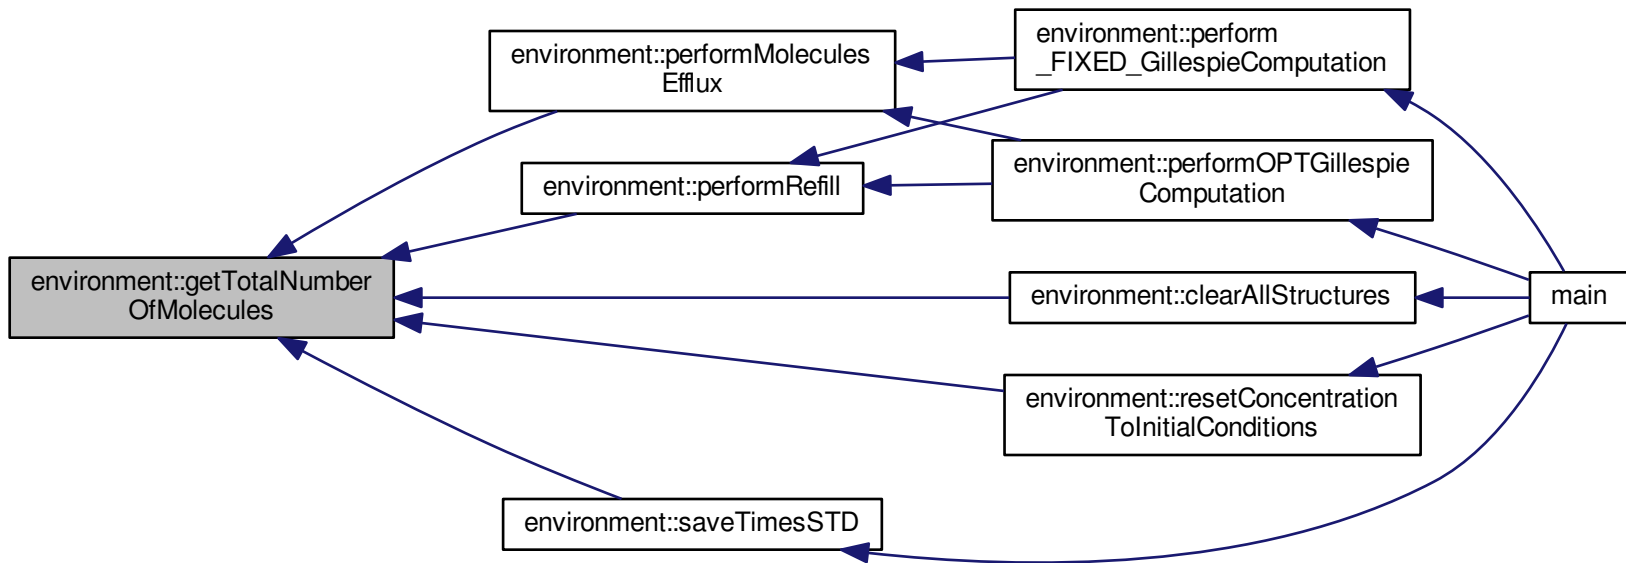 environment::getTotalNumber
OfMolecules
environment::performMolecules
Efflux
environment::performRefill
environment::saveTimesSTD
environment::perform
_FIXED_GillespieComputation
environment::performOPTGillespie
Computation
environment::clearAllStructures
environment::resetConcentration
ToInitialConditions
main